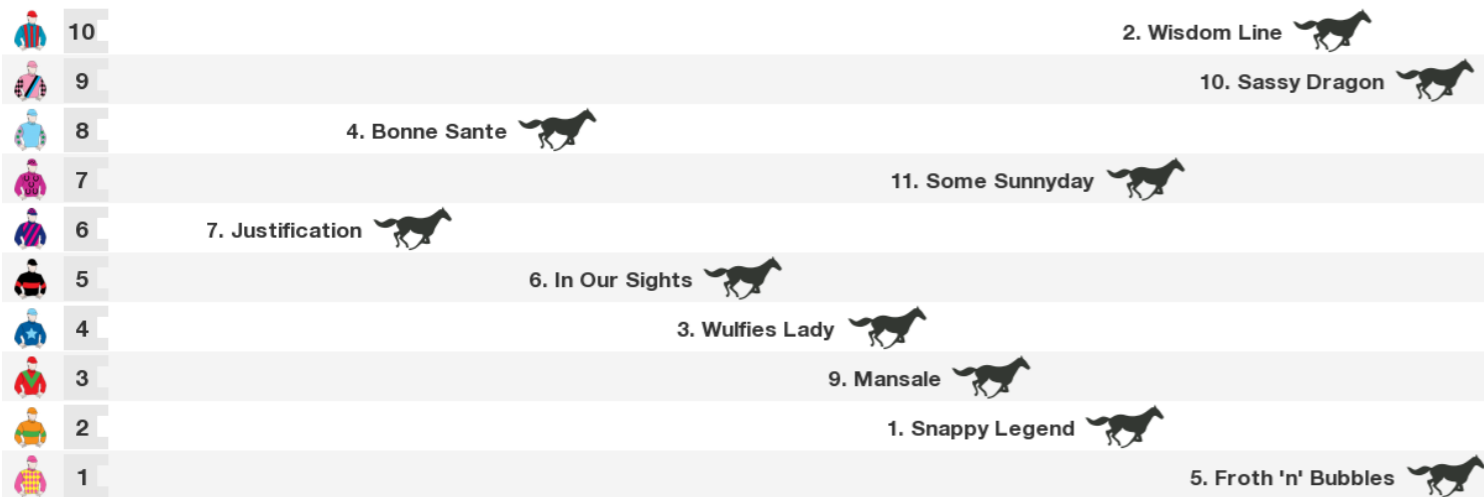 10 2. Wisdom Line
9 10. Sassy Dragon
8 4. Bonne Sante
7 11. Some Sunnyday
6 7. Justification
5 6. In Our Sights
4 3. Wulfies Lady
3 9. Mansale
2 1. Snappy Legend
1 5. Froth 'n' Bubbles